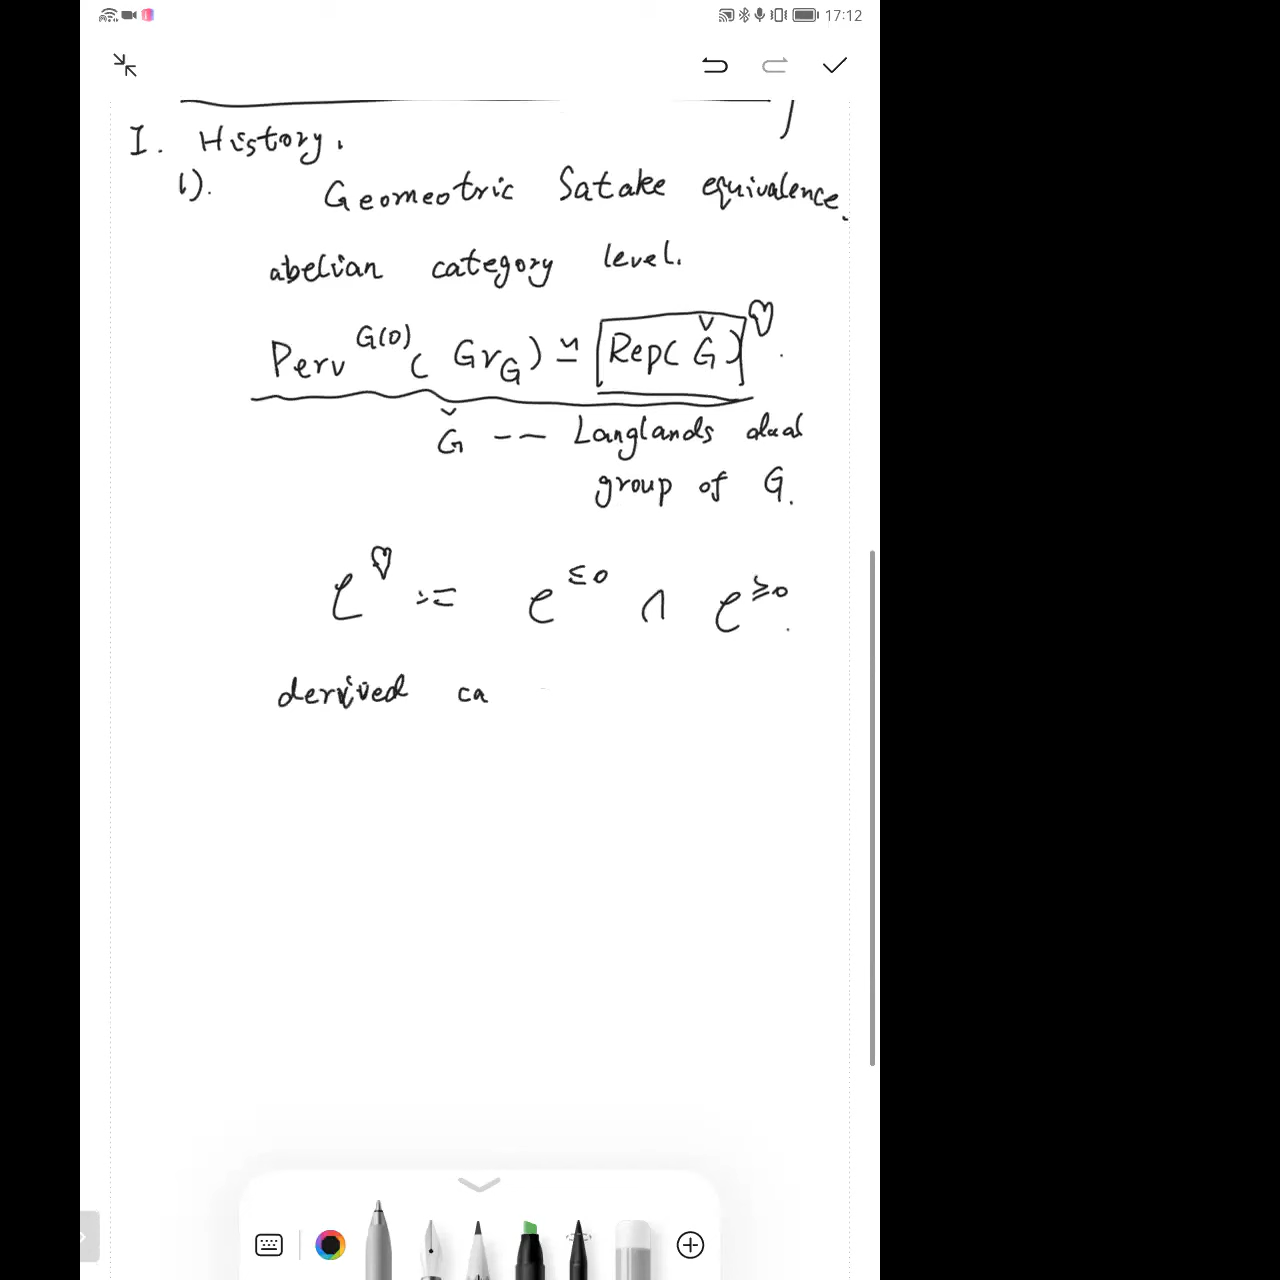 17:12
I. History.
1). Geomeotric Satake equivalence.
abelian category level.
Perv^{G(O)}( Gr_G ) ≃ [Rep( Ǧ )]^♡.
Ǧ -- Langlands dual
group of G.
C^♡ := C^{≤0} ∩ C^{≥0}.
derived ca